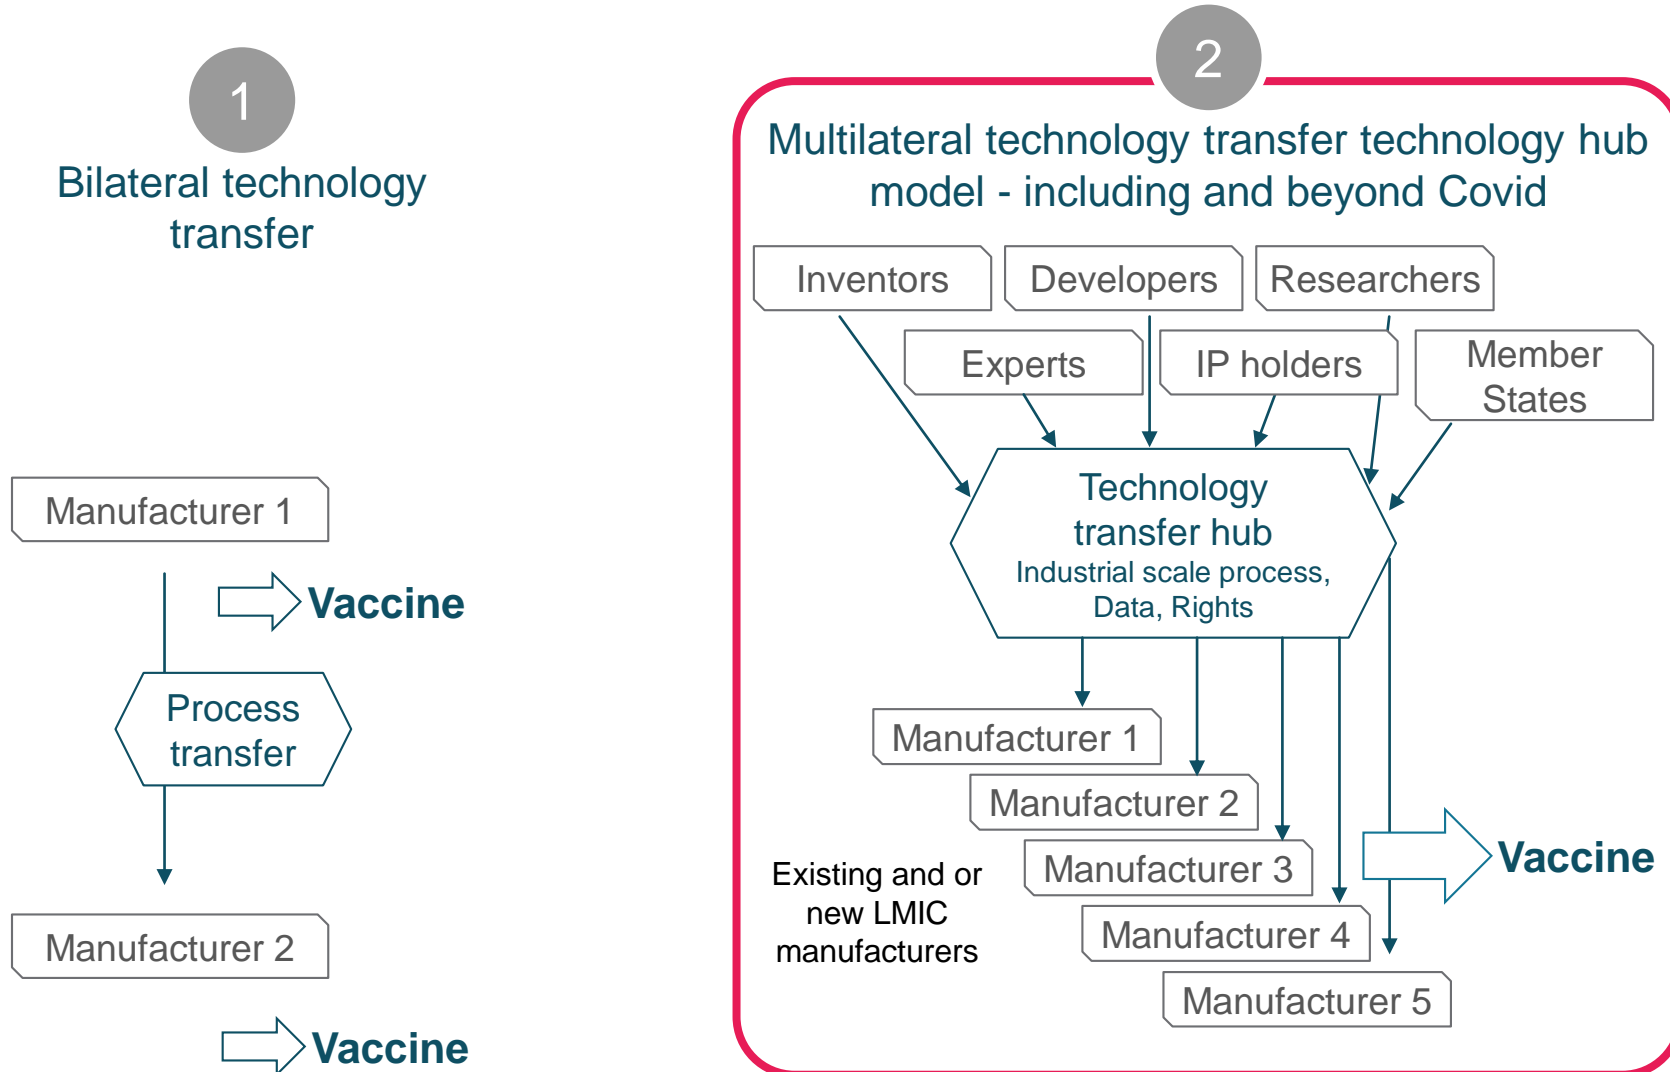 1
Bilateral technology
transfer
Manufacturer 1
Vaccine
Process
transfer
Manufacturer 2
Vaccine
2
Multilateral technology transfer technology hub
model - including and beyond Covid
Inventors
Developers
Researchers
Experts
IP holders
Member
States
Technology
transfer hub
Industrial scale process,
Data, Rights
Manufacturer 1
Manufacturer 2
Manufacturer 3
Manufacturer 4
Manufacturer 5
Existing and or
new LMIC
manufacturers
Vaccine